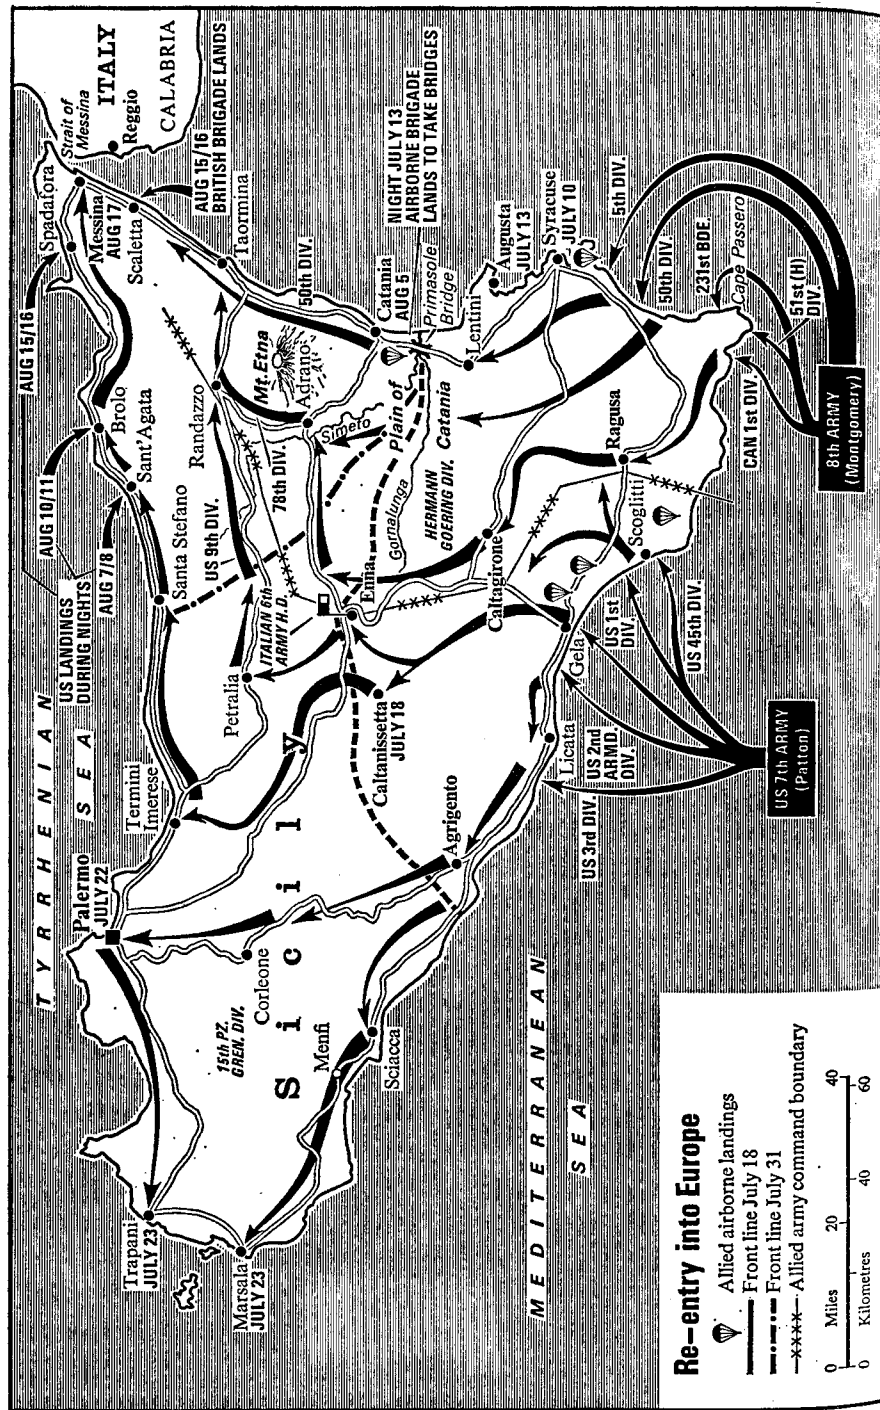 TYRRHENIAN
SEA
Strait of
Messina
ITALY
Reggio
CALABRIA
AUG 15/16
BRITISH BRIGADE LANDS
NIGHT JULY 13
AIRBORNE BRIGADE
LANDS TO TAKE BRIDGES
AUG 15/16
AUG 10/11
AUG 7/8
US LANDINGS
DURING NIGHTS
Spadafora
Messina
AUG 17
Scaletta
Taormina
50th DIV.
Brolo
Sant'Agata
Randazzo
Mt. Etna
Adrano
Catania
AUG 5
Primasole
Bridge
Simeto
78th DIV.
Santa Stefano
US 9th DIV.
ITALIAN 6th
ARMY H.Q.
Enna
Plain of
Catania
Gornalunga
HERMANN
GOERING DIV.
Lentini
Augusta
JULY 13
Syracuse
JULY 10
Petralia
Termini
Imerese
Palermo
JULY 22
Trapani
JULY 23
Marsala
JULY 23
Corleone
15th PZ.
GREN. DIV.
Sicily
Menfi
Sciacca
Caltanissetta
JULY 18
Agrigento
Caltagirone
Ragusa
Scoglitti
Gela
Licata
US 1st
DIV.
US 45th DIV.
US 2nd
ARMD.
DIV.
US 3rd DIV.
US 7th ARMY
(Patton)
5th DIV.
50th DIV.
231st BDE.
Cape Passero
51st (H)
DIV.
CAN 1st DIV.
8th ARMY
(Montgomery)
MEDITERRANEAN
SEA
Re-entry into Europe
Allied airborne landings
Front line July 18
Front line July 31
xxxx Allied army command boundary
0 Miles 20 40
0 Kilometres 40 60